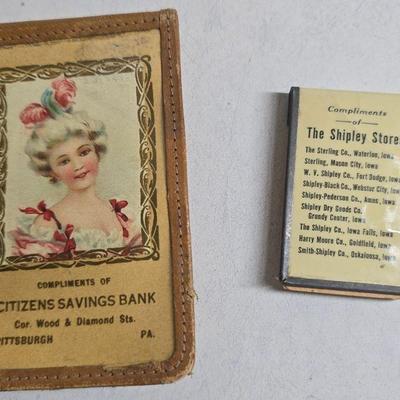 COMPLIMENTS OF
CITIZENS SAVINGS BANK
Cor. Wood & Diamond Sts.
PITTSBURGH PA.
Compliments
of
The Shipley Stores
The Sterling Co., Waterloo, Iowa
Sterling, Mason City, Iowa
W. V. Shipley Co., Fort Dodge, Iowa
Shipley-Black Co., Webster City, Iowa
Shipley-Pederson Co., Ames, Iowa
Shipley Dry Goods Co.
Grundy Center, Iowa
The Shipley Co., Iowa Falls, Iowa
Harry Moore Co., Goldfield, Iowa
Smith-Shipley Co., Oskaloosa, Iowa